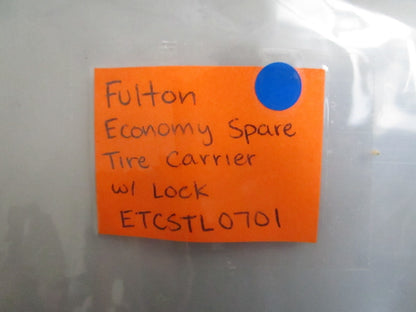 Fulton
Economy Spare
Tire Carrier
w/ Lock
ETCSTL0701